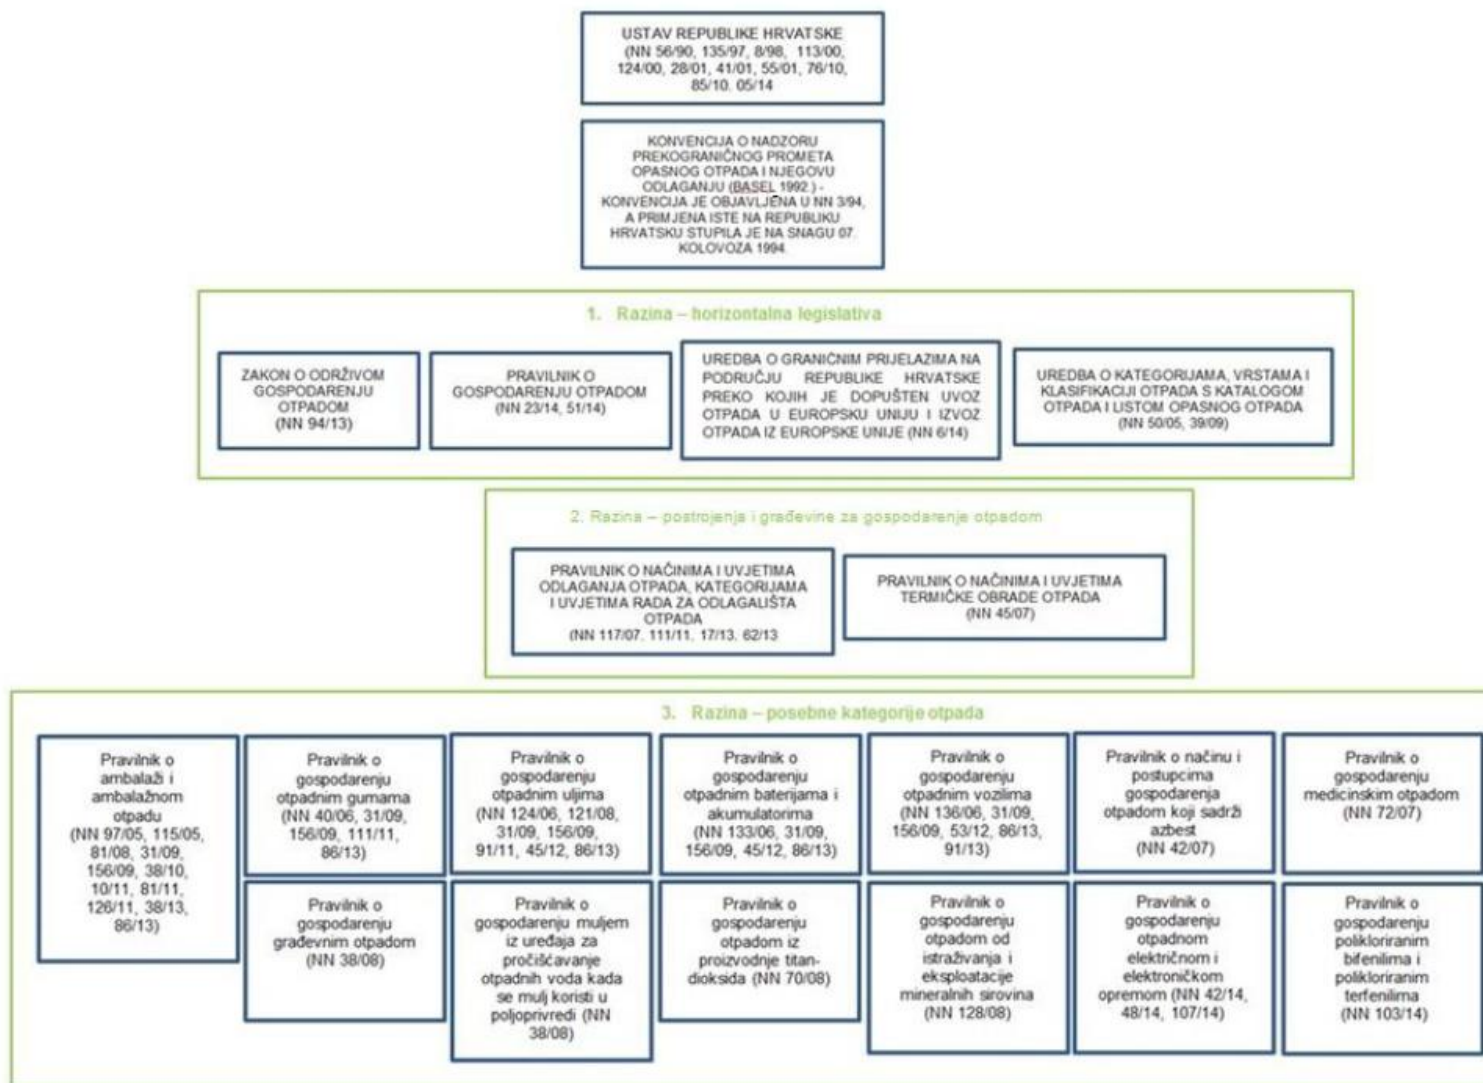 USTAV REPUBLIKE HRVATSKE
(NN 56/90, 135/97, 8/98, 113/00,
124/00, 28/01, 41/01, 55/01, 76/10,
85/10. 05/14
KONVENCIJA O NADZORU
PREKOGRANIČNOG PROMETA
OPASNOG OTPADA I NJEGOVU
ODLAGANJU (BASEL 1992.) -
KONVENCIJA JE OBJAVLJENA U NN 3/94,
A PRIMJENA ISTE NA REPUBLIKU
HRVATSKU STUPILA JE NA SNAGU 07.
KOLOVOZA 1994.
1. Razina – horizontalna legislativa
ZAKON O ODRŽIVOM
GOSPODARENJU
OTPADOM
(NN 94/13)
PRAVILNIK O
GOSPODARENJU OTPADOM
(NN 23/14, 51/14)
UREDBA O GRANIČNIM PRIJELAZIMA NA
PODRUČJU REPUBLIKE HRVATSKE
PREKO KOJIH JE DOPUŠTEN UVOZ
OTPADA U EUROPSKU UNIJU I IZVOZ
OTPADA IZ EUROPSKE UNIJE (NN 6/14)
UREDBA O KATEGORIJAMA, VRSTAMA I
KLASIFIKACIJI OTPADA S KATALOGOM
OTPADA I LISTOM OPASNOG OTPADA
(NN 50/05, 39/09)
2. Razina – postrojenja i građevine za gospodarenje otpadom
PRAVILNIK O NAČINIMA I UVJETIMA
ODLAGANJA OTPADA, KATEGORIJAMA
I UVJETIMA RADA ZA ODLAGALIŠTA
OTPADA
(NN 117/07. 111/11. 17/13. 62/13
PRAVILNIK O NAČINIMA I UVJETIMA
TERMIČKE OBRADE OTPADA
(NN 45/07)
3. Razina – posebne kategorije otpada
Pravilnik o
ambalaži i
ambalažnom
otpadu
(NN 97/05, 115/05,
81/08, 31/09,
156/09, 38/10,
10/11, 81/11,
126/11, 38/13,
86/13)
Pravilnik o
gospodarenju
otpadnim gumama
(NN 40/06, 31/09,
156/09, 111/11,
86/13)
Pravilnik o
gospodarenju
otpadnim uljima
(NN 124/06, 121/08,
31/09, 156/09,
91/11, 45/12, 86/13)
Pravilnik o
gospodarenju
otpadnim baterijama i
akumulatorima
(NN 133/06, 31/09,
156/09, 45/12, 86/13)
Pravilnik o
gospodarenju
otpadnim vozilima
(NN 136/06, 31/09,
156/09, 53/12, 86/13,
91/13)
Pravilnik o načinu i
postupcima
gospodarenja
otpadom koji sadrži
azbest
(NN 42/07)
Pravilnik o
gospodarenju
medicinskim otpadom
(NN 72/07)
Pravilnik o
gospodarenju
građevnim otpadom
(NN 38/08)
Pravilnik o
gospodarenju muljem
iz uređaja za
pročišćavanje
otpadnih voda kada
se mulj koristi u
poljoprivredi (NN
38/08)
Pravilnik o
gospodarenju
otpadom iz
proizvodnje titan-
dioksida (NN 70/08)
Pravilnik o
gospodarenju
otpadom od
istraživanja i
eksploatacije
mineralnih sirovina
(NN 128/08)
Pravilnik o
gospodarenju
otpadnom
električnom i
elektroničkom
opremom (NN 42/14,
48/14, 107/14)
Pravilnik o
gospodarenju
polikloriranim
bifenilima i
polikloriranim
terfenilima
(NN 103/14)